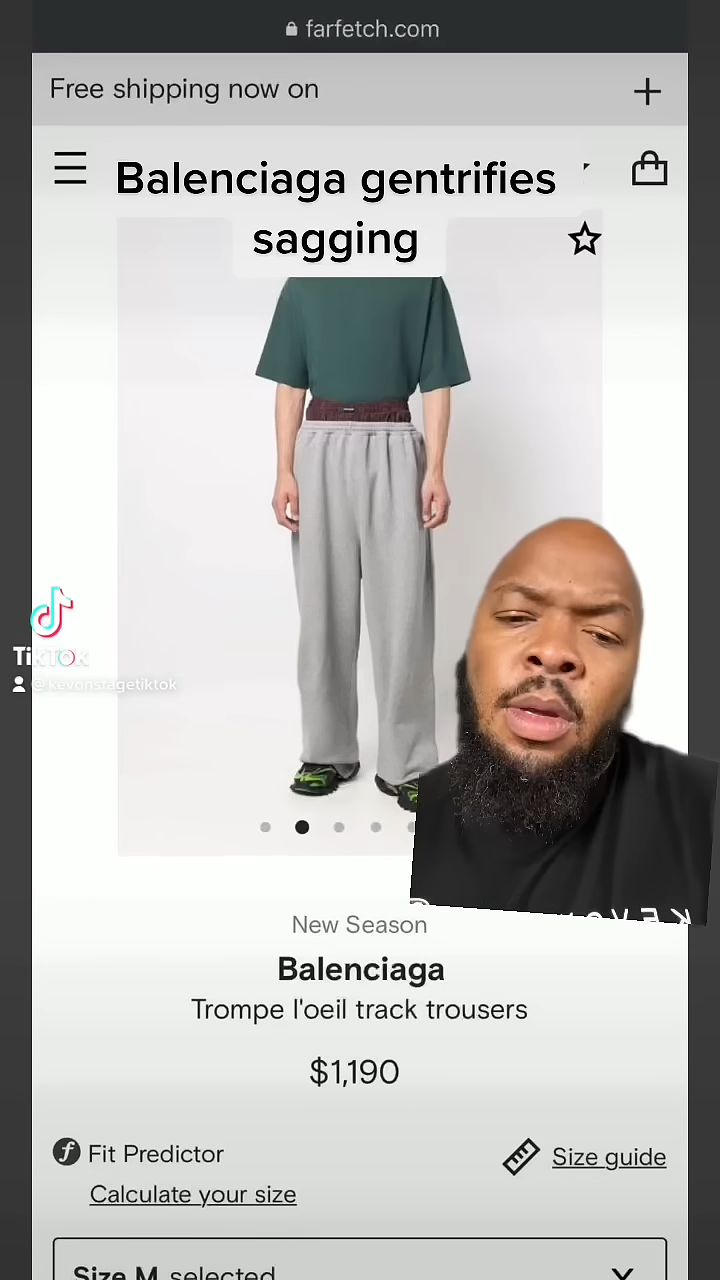 farfetch.com
Free shipping now on
Balenciaga gentrifies
sagging
TikTok
@kevonstagetiktok
New Season
Balenciaga
Trompe l'oeil track trousers
$1,190
Fit Predictor
Size guide
Calculate your size
Size M selected